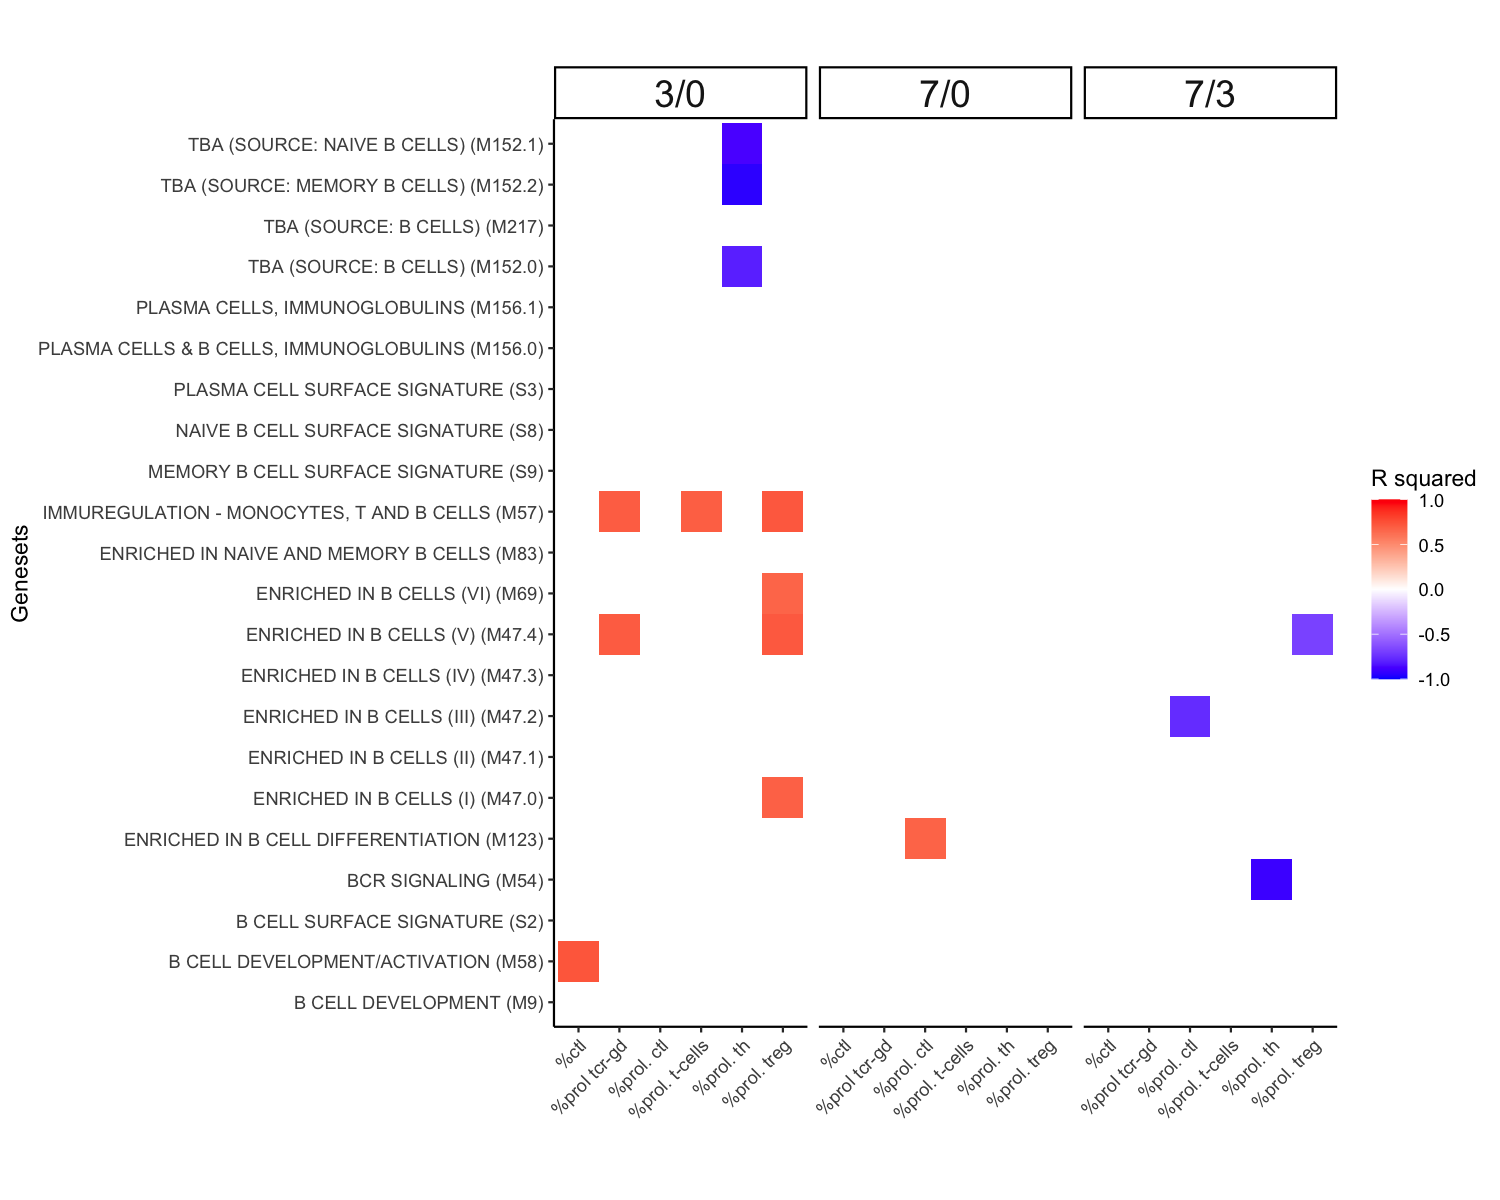 3/0
7/0
7/3
TBA (SOURCE: NAIVE B CELLS) (M152.1)
TBA (SOURCE: MEMORY B CELLS) (M152.2)
TBA (SOURCE: B CELLS) (M217)
TBA (SOURCE: B CELLS) (M152.0)
PLASMA CELLS, IMMUNOGLOBULINS (M156.1)
PLASMA CELLS & B CELLS, IMMUNOGLOBULINS (M156.0)
PLASMA CELL SURFACE SIGNATURE (S3)
NAIVE B CELL SURFACE SIGNATURE (S8)
MEMORY B CELL SURFACE SIGNATURE (S9)
IMMUREGULATION - MONOCYTES, T AND B CELLS (M57)
ENRICHED IN NAIVE AND MEMORY B CELLS (M83)
ENRICHED IN B CELLS (VI) (M69)
ENRICHED IN B CELLS (V) (M47.4)
ENRICHED IN B CELLS (IV) (M47.3)
ENRICHED IN B CELLS (III) (M47.2)
ENRICHED IN B CELLS (II) (M47.1)
ENRICHED IN B CELLS (I) (M47.0)
ENRICHED IN B CELL DIFFERENTIATION (M123)
BCR SIGNALING (M54)
B CELL SURFACE SIGNATURE (S2)
B CELL DEVELOPMENT/ACTIVATION (M58)
B CELL DEVELOPMENT (M9)
Genesets
%ctl
%prol tcr-gd
%prol. ctl
%prol. t-cells
%prol. th
%prol. treg
%ctl
%prol tcr-gd
%prol. ctl
%prol. t-cells
%prol. th
%prol. treg
%ctl
%prol tcr-gd
%prol. ctl
%prol. t-cells
%prol. th
%prol. treg
R squared
1.0
0.5
0.0
-0.5
-1.0